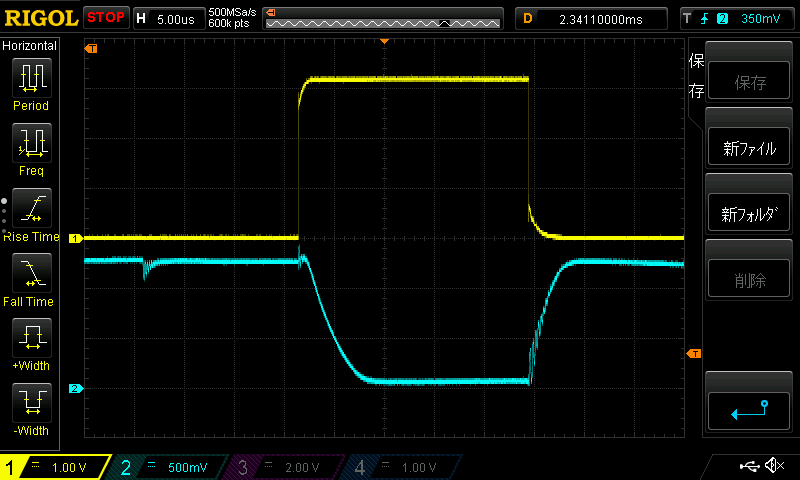 RIGOL STOP H 5.00us 500MSa/s 600k pts D 2.34110000ms T 2 350mV
Horizontal
Period
Freq
Rise Time
Fall Time
+Width
-Width
T
1
2
T
保存
保存
新ファイル
新フォルダ
削除
1 = 1.00 V 2 = 500mV 3 = 2.00 V 4 = 1.00 V